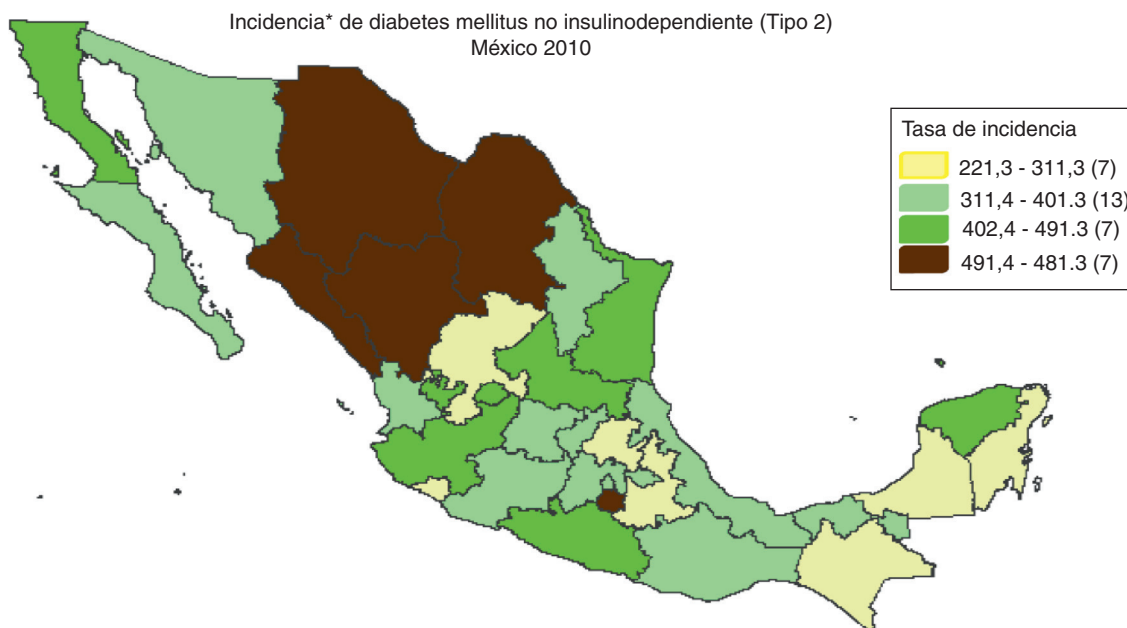 Incidencia* de diabetes mellitus no insulinodependiente (Tipo 2)
México 2010
Tasa de incidencia
221,3 - 311,3 (7)
311,4 - 401.3 (13)
402,4 - 491.3 (7)
491,4 - 481.3 (7)